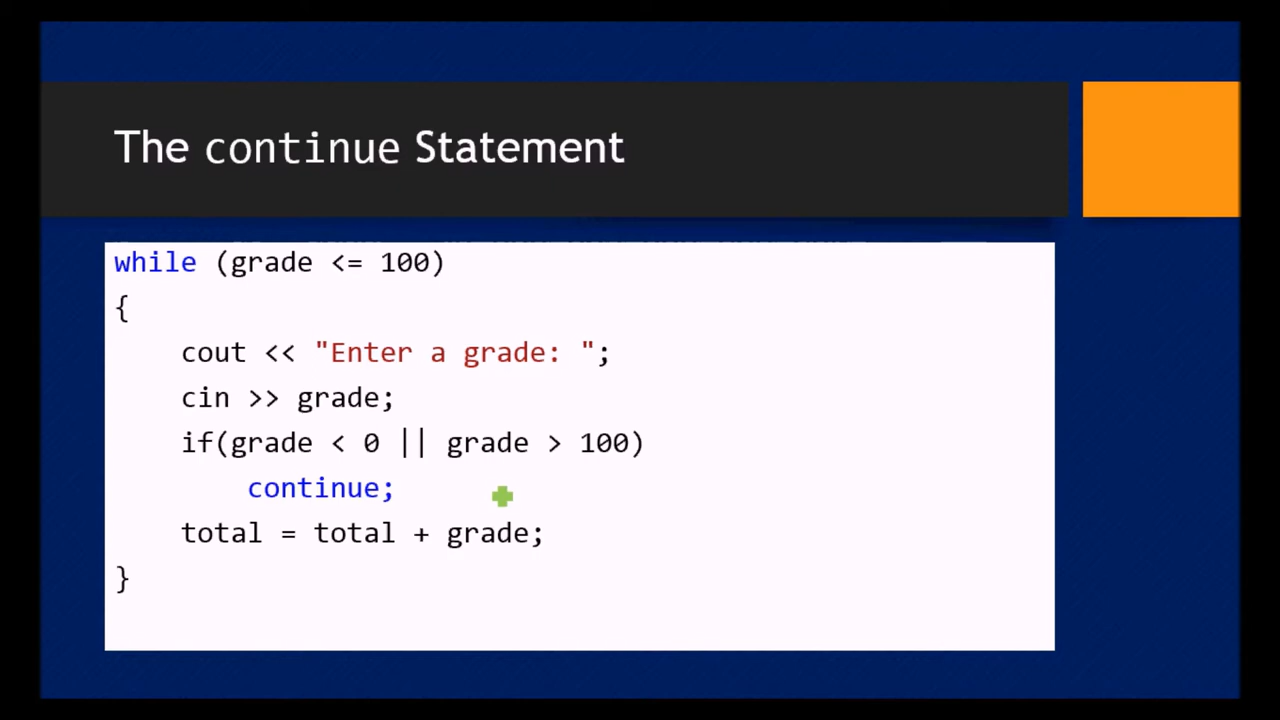 The continue Statement
while (grade <= 100)
{
    cout << "Enter a grade: ";
    cin >> grade;
    if(grade < 0 || grade > 100)
        continue;
    total = total + grade;
}